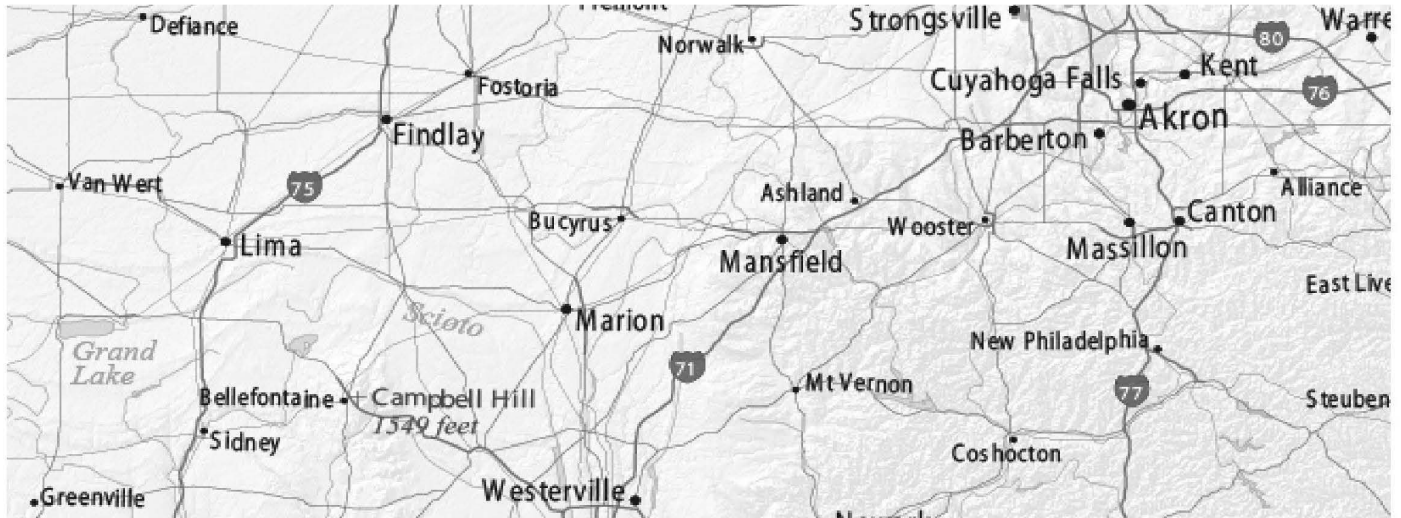 Defiance
Strongsville
Warre
Norwalk
80
Kent
Cuyahoga Falls
Fostoria
76
Akron
Findlay
Barberton
Van Wert
75
Ashland
Alliance
Bucyrus
Wooster
Canton
Lima
Mansfield
Massillon
East Live
Scioto
Marion
New Philadelphia
Grand
Lake
71
Mt Vernon
77
Bellefontaine
Campbell Hill
1549 feet
Steuben
Sidney
Coshocton
Greenville
Westerville